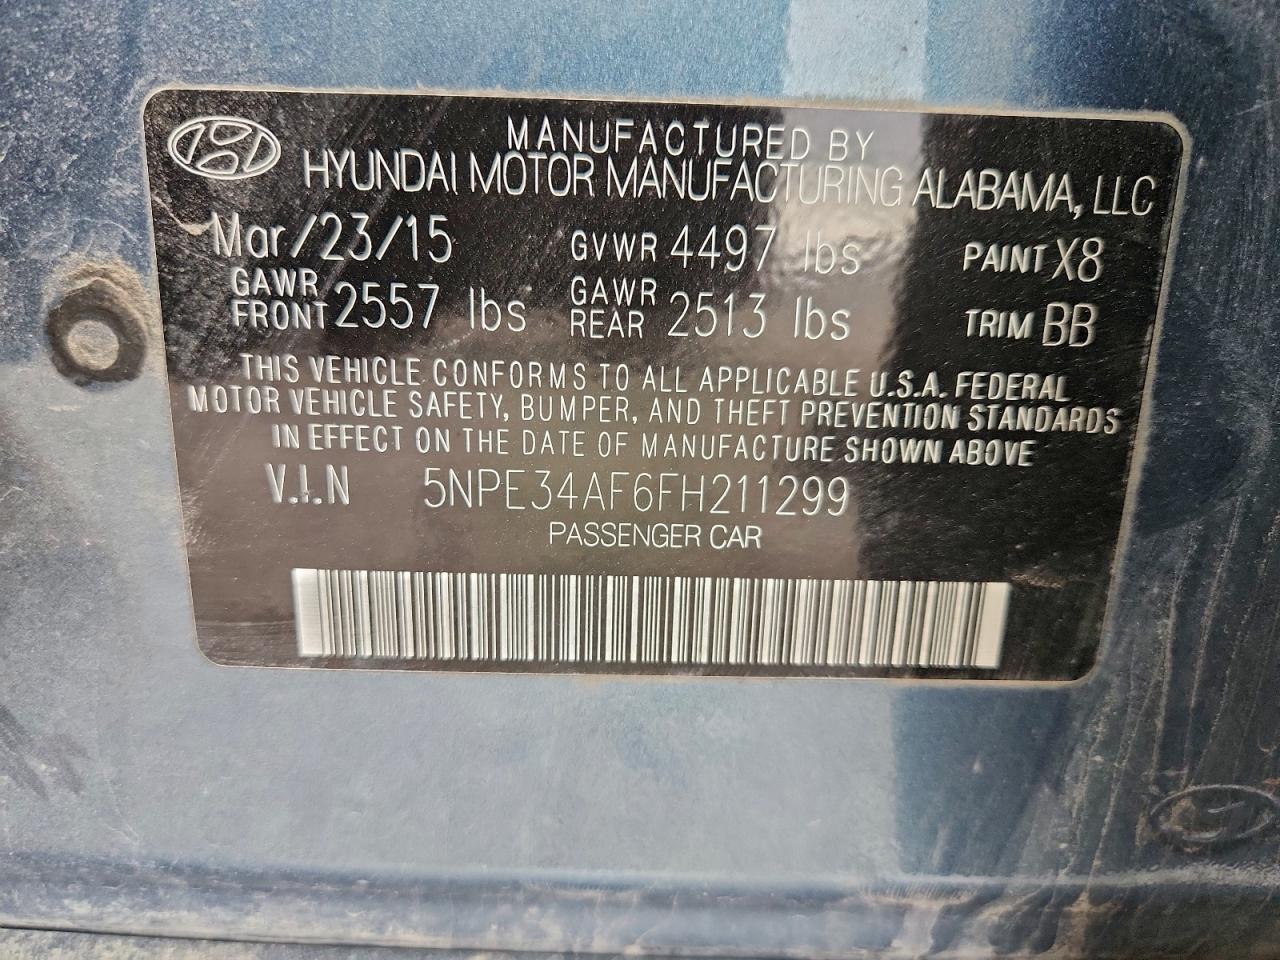 MANUFACTURED BY
HYUNDAI MOTOR MANUFACTURING ALABAMA, LLC
Mar/23/15 GVWR 4497 lbs PAINT X8
GAWR FRONT 2557 lbs GAWR REAR 2513 lbs TRIM BB
THIS VEHICLE CONFORMS TO ALL APPLICABLE U.S.A. FEDERAL
MOTOR VEHICLE SAFETY, BUMPER, AND THEFT PREVENTION STANDARDS
IN EFFECT ON THE DATE OF MANUFACTURE SHOWN ABOVE
V.I.N 5NPE34AF6FH211299
PASSENGER CAR